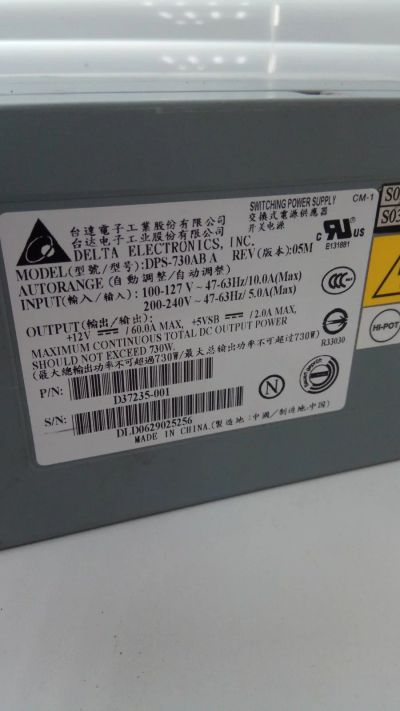 台達電子工業股份有限公司
台达电子工业股份有限公司
DELTA ELECTRONICS, INC.
SWITCHING POWER SUPPLY
交換式電源供應器
开关电源
CM-1
C UR US
E131881
MODEL(型號/型号):DPS-730AB A REV(版本):05M
AUTORANGE (自動調整/自动调整)
INPUT(輸入/输入): 100-127 V~ 47-63Hz/10.0A(Max)
200-240V~ 47-63Hz/ 5.0A(Max)
OUTPUT(輸出/输出):
+12V ⎓ /60.0A MAX, +5VSB ⎓ /2.0A MAX.
MAXIMUM CONTINUOUS TOTAL DC OUTPUT POWER
SHOULD NOT EXCEED 730W.
(最大總輸出功率不可超過730W/最大总输出功率不可超过730W)
P/N:
D37235-001
S/N:
DLD0629025256
MADE IN CHINA.(製造地:中國/制造地:中国)
CCC
R33030
N
HI-POT